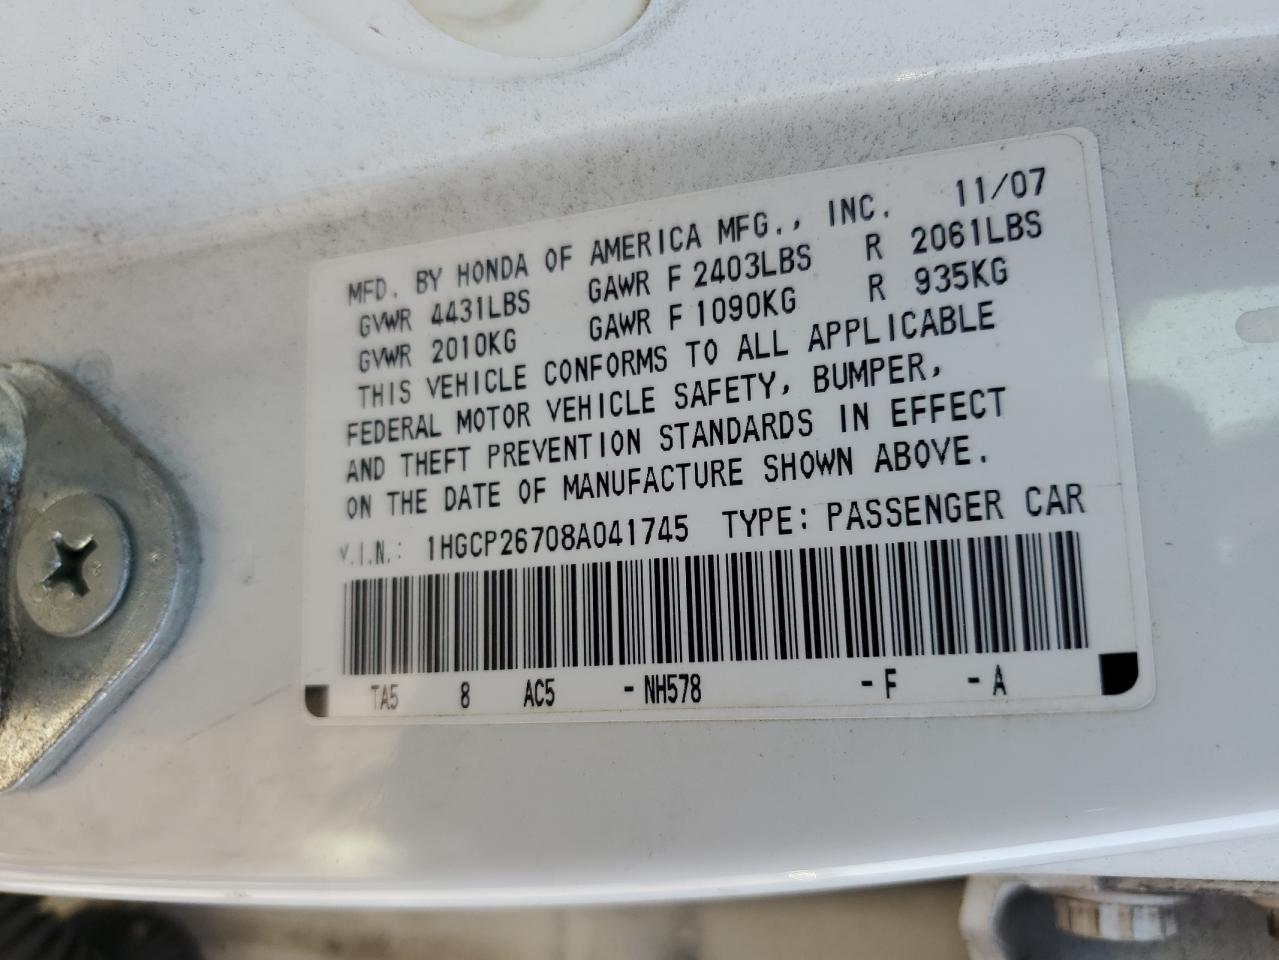 MFD. BY HONDA OF AMERICA MFG., INC. 11/07
GVWR 4431LBS GAWR F 2403LBS R 2061LBS
GVWR 2010KG GAWR F 1090KG R 935KG
THIS VEHICLE CONFORMS TO ALL APPLICABLE
FEDERAL MOTOR VEHICLE SAFETY, BUMPER,
AND THEFT PREVENTION STANDARDS IN EFFECT
ON THE DATE OF MANUFACTURE SHOWN ABOVE.
V.I.N.: 1HGCP26708A041745 TYPE: PASSENGER CAR
TA5 8 AC5 -NH578 -F -A